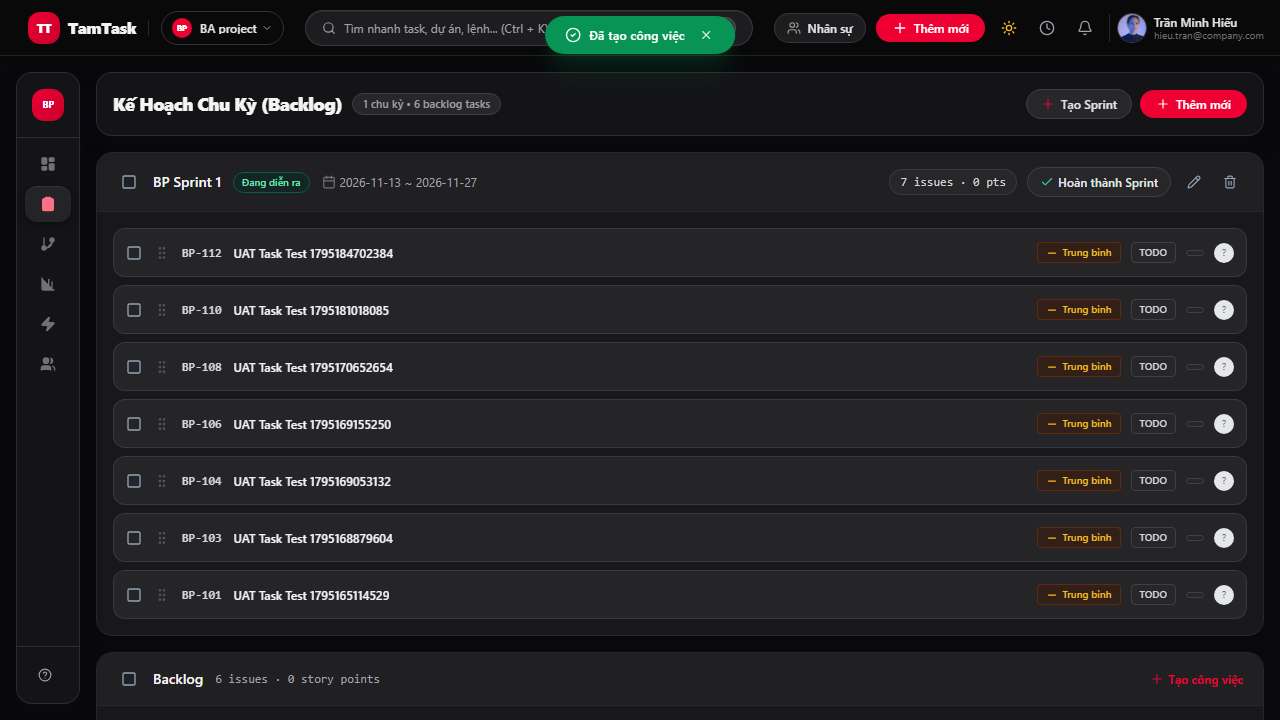 TT TamTask BP BA project Tìm nhanh task, dự án, lệnh... (Ctrl + K Đã tạo công việc Nhân sự Thêm mới Trần Minh Hiếu
hieu.tran@company.com
BP Kế Hoạch Chu Kỳ (Backlog) 1 chu kỳ • 6 backlog tasks Tạo Sprint Thêm mới
BP Sprint 1 Đang diễn ra 2026-11-13 ~ 2026-11-27 7 issues · 0 pts Hoàn thành Sprint
BP-112 UAT Task Test 1795184702384 Trung bình TODO ?
BP-110 UAT Task Test 1795181018085 Trung bình TODO ?
BP-108 UAT Task Test 1795170652654 Trung bình TODO ?
BP-106 UAT Task Test 1795169155250 Trung bình TODO ?
BP-104 UAT Task Test 1795169053132 Trung bình TODO ?
BP-103 UAT Task Test 1795168879604 Trung bình TODO ?
BP-101 UAT Task Test 1795165114529 Trung bình TODO ?
Backlog 6 issues · 0 story points Tạo công việc